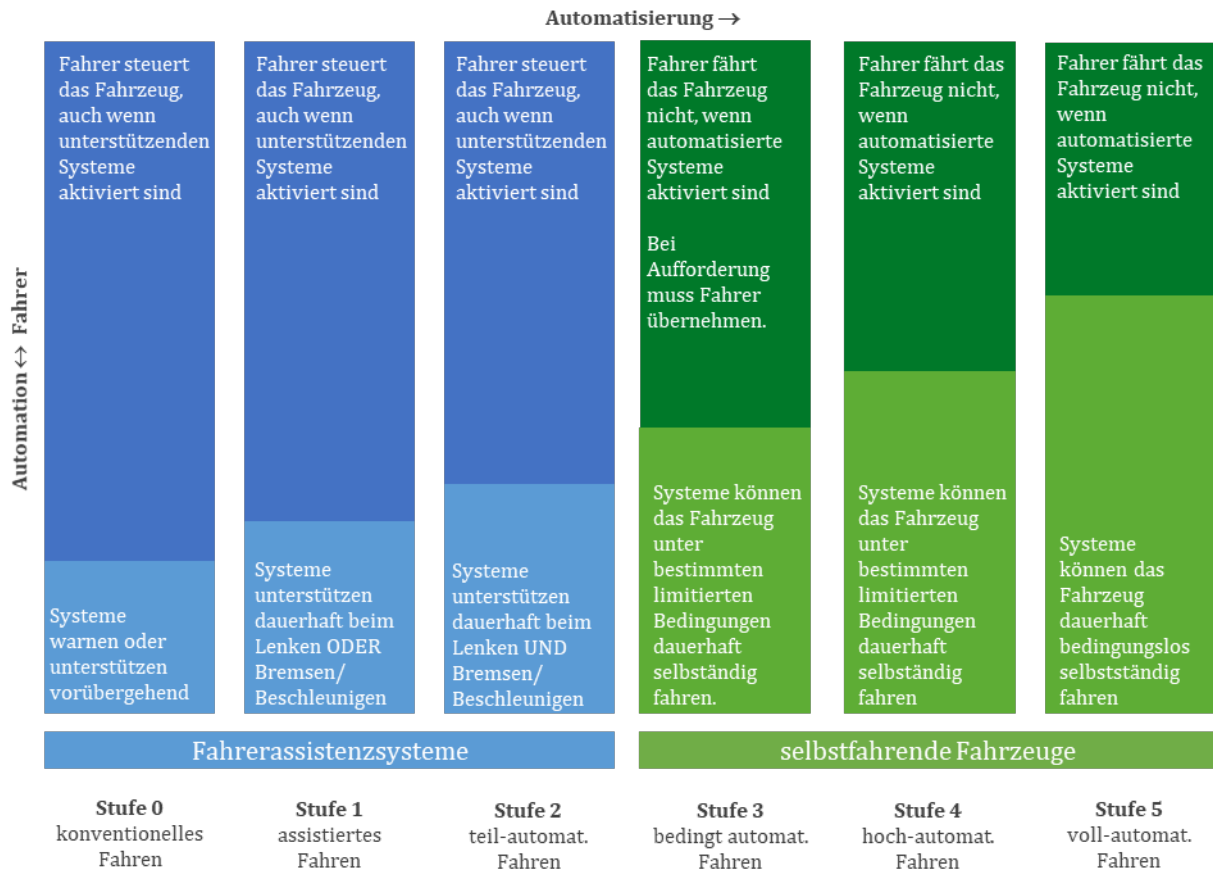 Automatisierung →
Automation ↔ Fahrer
Fahrer steuert
das Fahrzeug,
auch wenn
unterstützenden
Systeme
aktiviert sind
Systeme
warnen oder
unterstützen
vorübergehend
Fahrer steuert
das Fahrzeug,
auch wenn
unterstützenden
Systeme
aktiviert sind
Systeme
unterstützen
dauerhaft beim
Lenken ODER
Bremsen/
Beschleunigen
Fahrer steuert
das Fahrzeug,
auch wenn
unterstützenden
Systeme
aktiviert sind
Systeme
unterstützen
dauerhaft beim
Lenken UND
Bremsen/
Beschleunigen
Fahrer fährt
das Fahrzeug
nicht, wenn
automatisierte
Systeme
aktiviert sind
Bei
Aufforderung
muss Fahrer
übernehmen.
Systeme können
das Fahrzeug
unter
bestimmten
limitierten
Bedingungen
dauerhaft
selbständig
fahren.
Fahrer fährt das
Fahrzeug nicht,
wenn
automatisierte
Systeme
aktiviert sind
Systeme können
das Fahrzeug
unter
bestimmten
limitierten
Bedingungen
dauerhaft
selbständig
fahren
Fahrer fährt das
Fahrzeug nicht,
wenn
automatisierte
Systeme
aktiviert sind
Systeme
können das
Fahrzeug
dauerhaft
bedingungslos
selbstständig
fahren
Fahrerassistenzsysteme
selbstfahrende Fahrzeuge
Stufe 0
konventionelles
Fahren
Stufe 1
assistiertes
Fahren
Stufe 2
teil-automat.
Fahren
Stufe 3
bedingt automat.
Fahren
Stufe 4
hoch-automat.
Fahren
Stufe 5
voll-automat.
Fahren